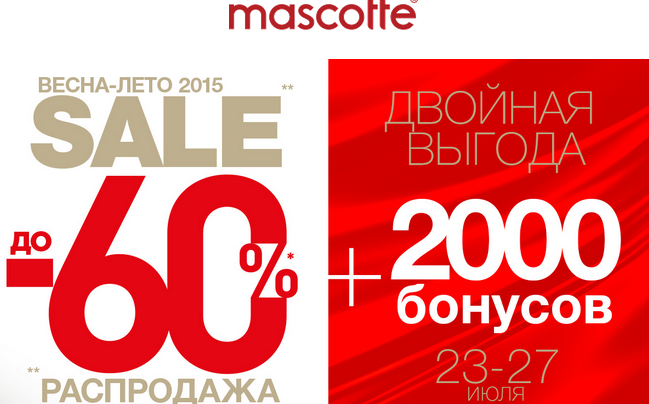 mascotte®
ВЕСНА-ЛЕТО 2015
SALE**
ДО
-60%*
**
РАСПРОДАЖА
ДВОЙНАЯ
ВЫГОДА
+2000
бонусов
23-27
ИЮЛЯ